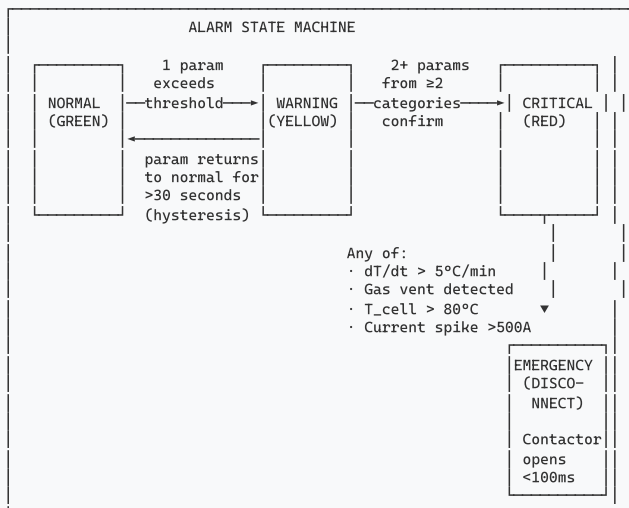 ALARM STATE MACHINE
1 param
exceeds
threshold
2+ params
from ≥2
categories
confirm
NORMAL
(GREEN)
WARNING
(YELLOW)
CRITICAL
(RED)
param returns
to normal for
>30 seconds
(hysteresis)
Any of:
· dT/dt > 5°C/min
· Gas vent detected
· T_cell > 80°C
· Current spike >500A
EMERGENCY
(DISCO-
NNECT)
Contactor
opens
<100ms